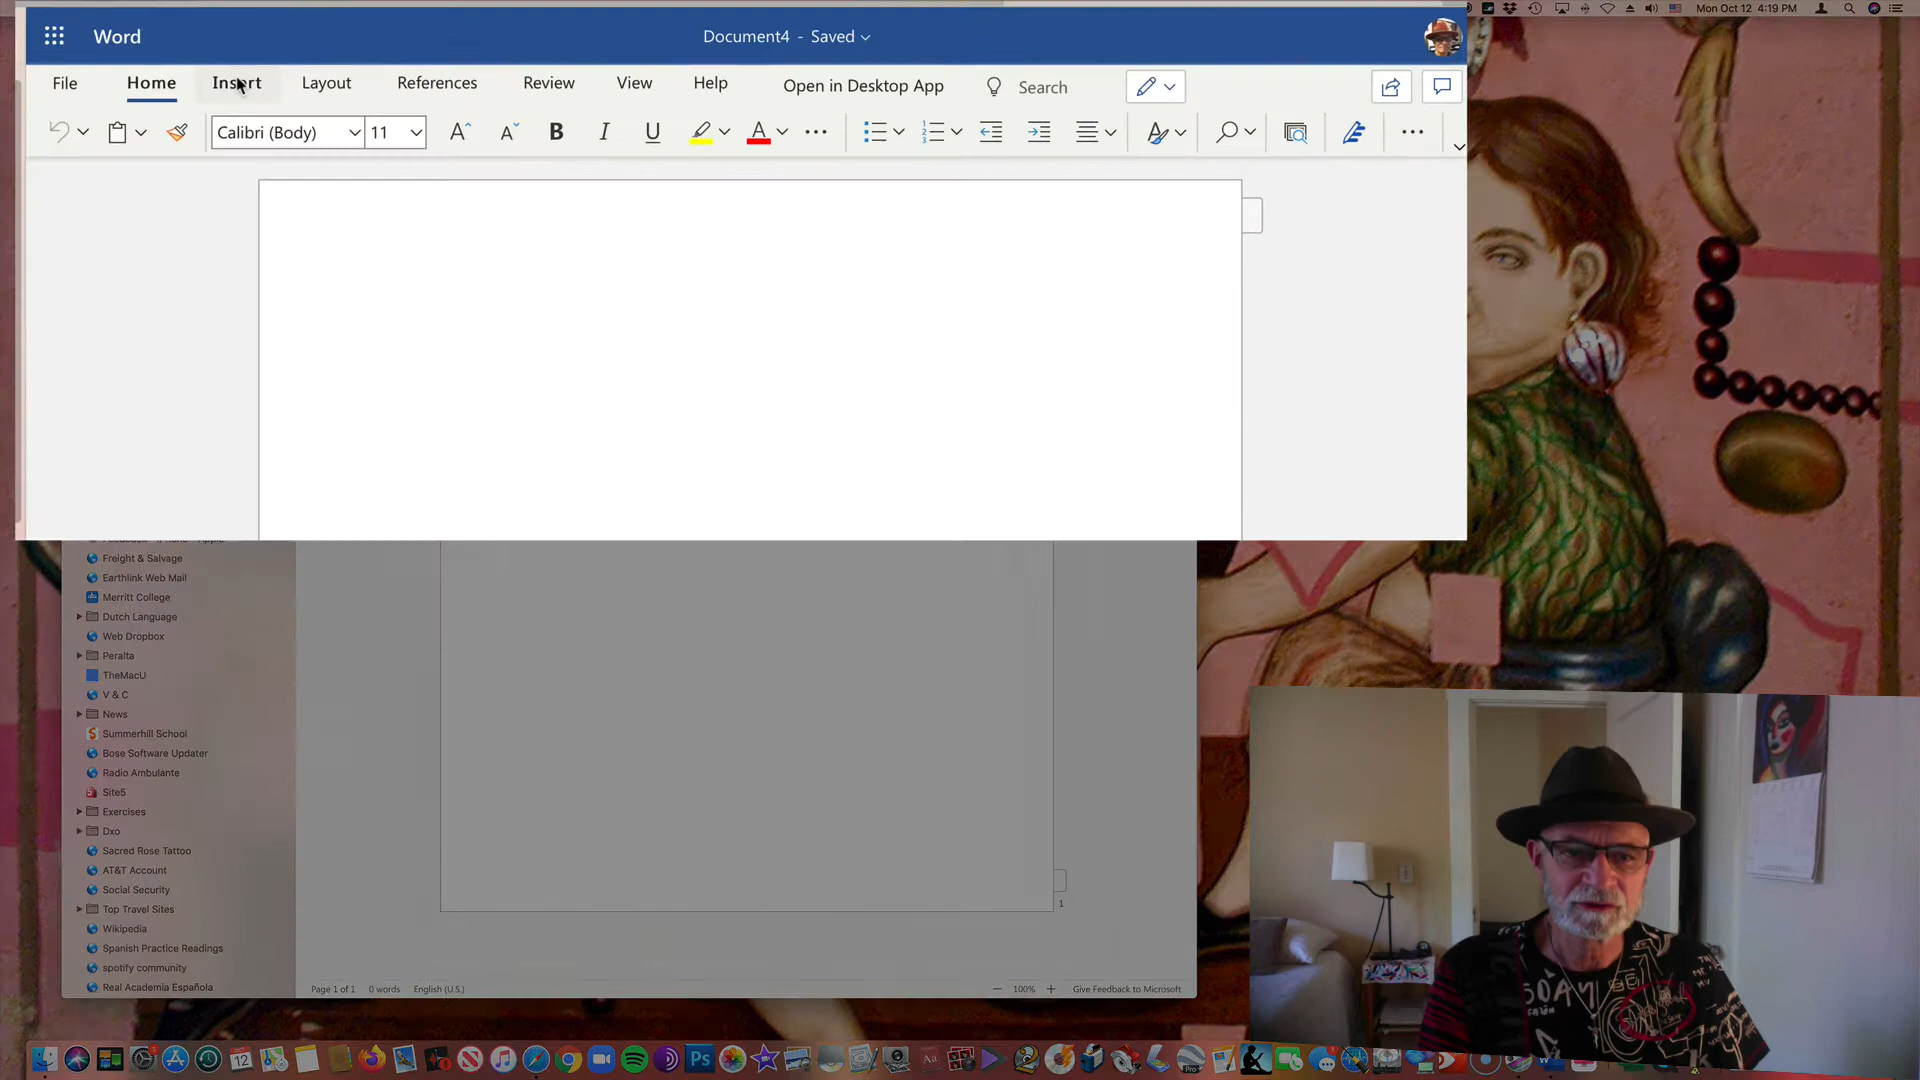 Mon Oct 12 4:19 PM
Word
Document4 - Saved
File Home Insert Layout References Review View Help Open in Desktop App Search
Calibri (Body) 11
Freight & Salvage
Earthlink Web Mail
Merritt College
Dutch Language
Web Dropbox
Peralta
TheMacU
V & C
News
Summerhill School
Bose Software Updater
Radio Ambulante
Site5
Exercises
Dxo
Sacred Rose Tattoo
AT&T Account
Social Security
Top Travel Sites
Wikipedia
Spanish Practice Readings
spotify community
Real Academia Española
1
Page 1 of 1 0 words English (U.S.) 100% Give Feedback to Microsoft